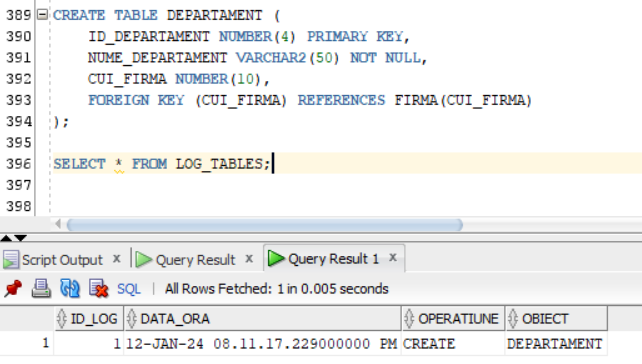 389 CREATE TABLE DEPARTAMENT (
390 ID_DEPARTAMENT NUMBER(4) PRIMARY KEY,
391 NUME_DEPARTAMENT VARCHAR2(50) NOT NULL,
392 CUI_FIRMA NUMBER(10),
393 FOREIGN KEY (CUI_FIRMA) REFERENCES FIRMA(CUI_FIRMA)
394 );
395
396 SELECT * FROM LOG_TABLES;
397
398
Script Output x Query Result x Query Result 1 x
SQL | All Rows Fetched: 1 in 0.005 seconds
ID_LOG DATA_ORA OPERATIUNE OBIECT
1 1 12-JAN-24 08.11.17.229000000 PM CREATE DEPARTAMENT